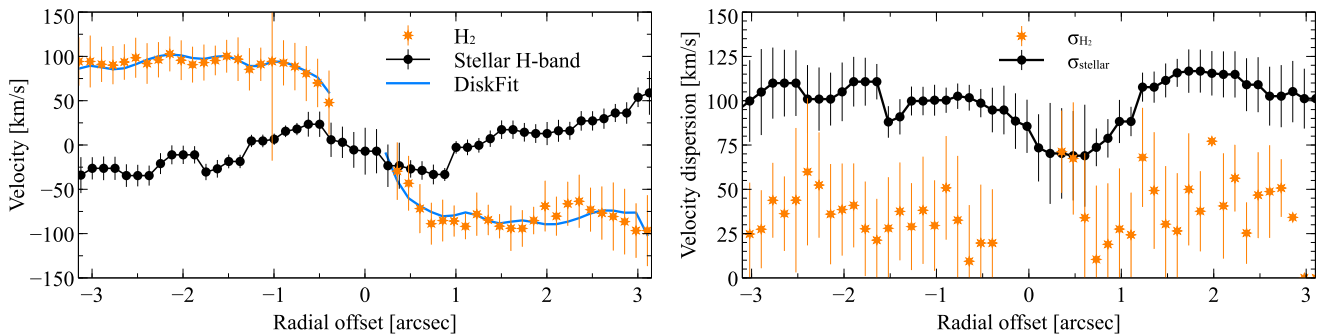 150
100
50
0
−50
−100
−150
Velocity [km/s]
H₂
Stellar H-band
DiskFit
−3 −2 −1 0 1 2 3
Radial offset [arcsec]
150
125
100
75
50
25
0
Velocity dispersion [km/s]
σH₂
σstellar
−3 −2 −1 0 1 2 3
Radial offset [arcsec]